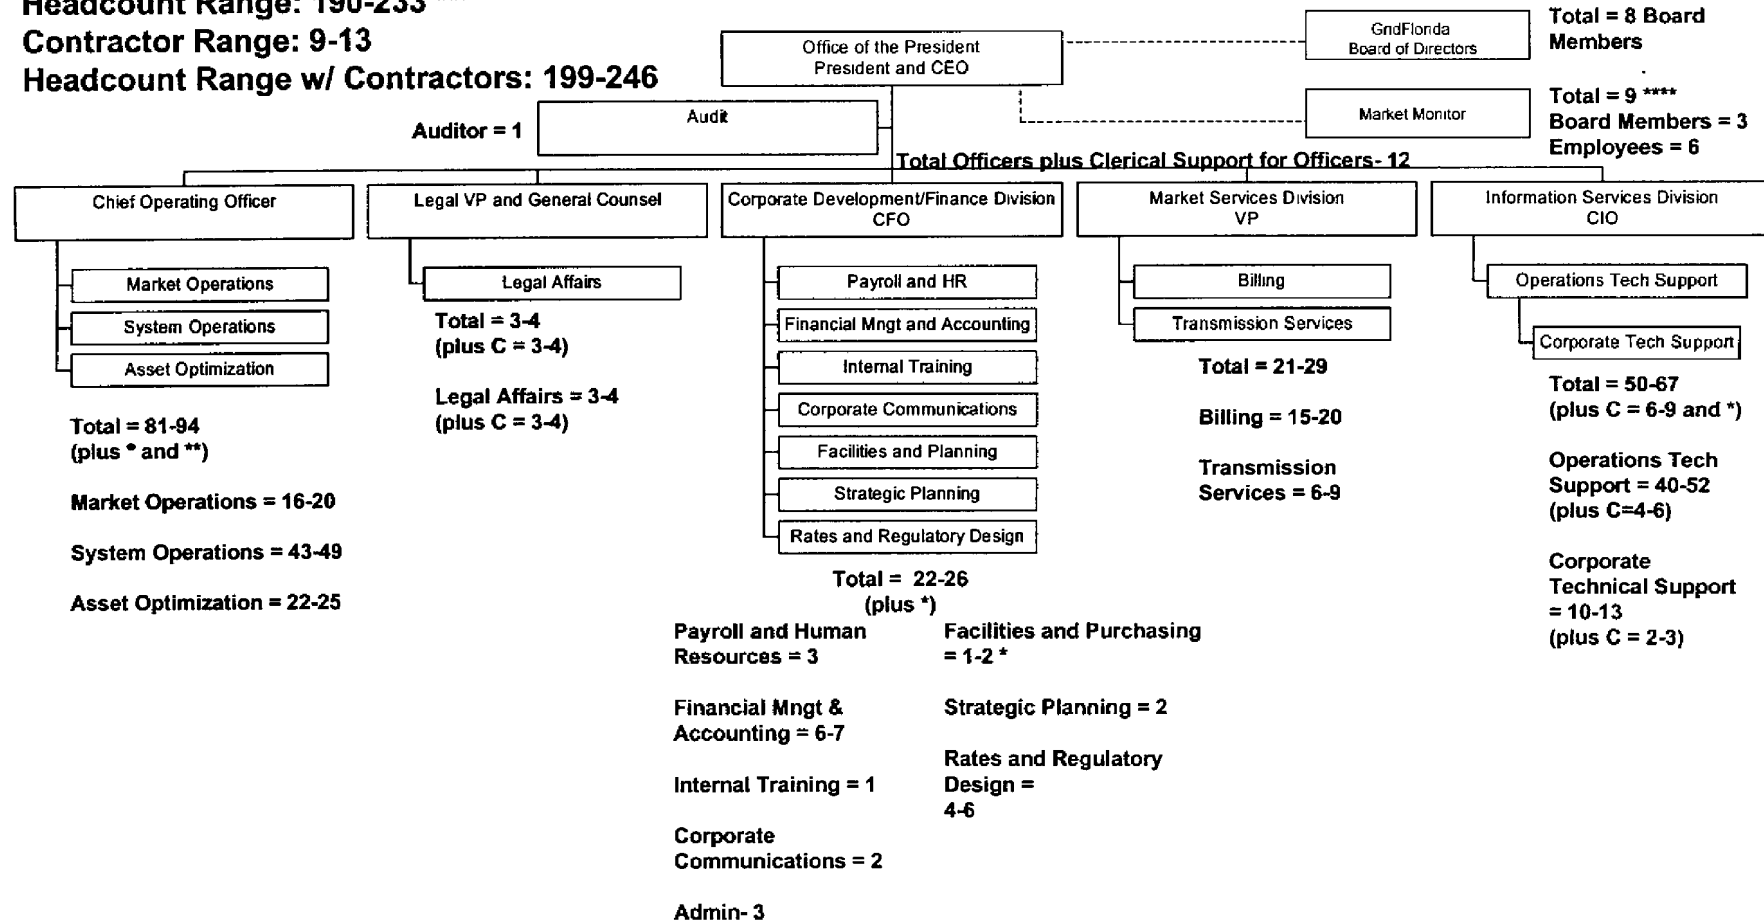 Headcount Range: 190-233
Contractor Range: 9-13
Headcount Range w/ Contractors: 199-246
Office of the President
President and CEO
GridFlorida
Board of Directors
Total = 8 Board
Members
Market Monitor
Total = 9 ****
Board Members = 3
Employees = 6
Auditor = 1
Audit
Total Officers plus Clerical Support for Officers- 12
Chief Operating Officer
Market Operations
System Operations
Asset Optimization
Total = 81-94
(plus * and **)
Market Operations = 16-20
System Operations = 43-49
Asset Optimization = 22-25
Legal VP and General Counsel
Legal Affairs
Total = 3-4
(plus C = 3-4)
Legal Affairs = 3-4
(plus C = 3-4)
Corporate Development/Finance Division
CFO
Payroll and HR
Financial Mngt and Accounting
Internal Training
Corporate Communications
Facilities and Planning
Strategic Planning
Rates and Regulatory Design
Total = 22-26
(plus *)
Payroll and Human
Resources = 3
Financial Mngt &
Accounting = 6-7
Internal Training = 1
Corporate
Communications = 2
Admin- 3
Facilities and Purchasing
= 1-2 *
Strategic Planning = 2
Rates and Regulatory
Design =
4-6
Market Services Division
VP
Billing
Transmission Services
Total = 21-29
Billing = 15-20
Transmission
Services = 6-9
Information Services Division
CIO
Operations Tech Support
Corporate Tech Support
Total = 50-67
(plus C = 6-9 and *)
Operations Tech
Support = 40-52
(plus C=4-6)
Corporate
Technical Support
= 10-13
(plus C = 2-3)